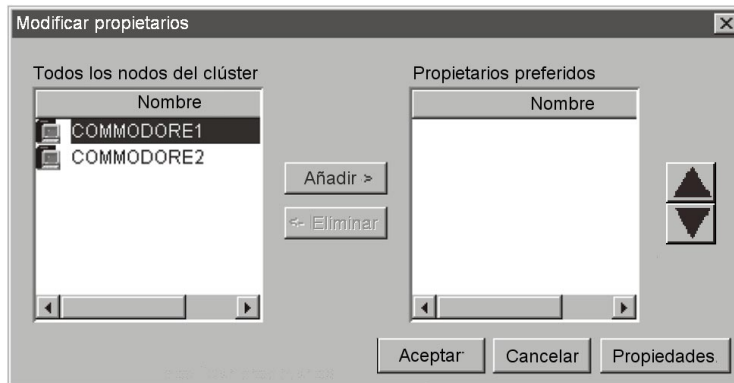 Modificar propietarios
Todos los nodos del clúster
Propietarios preferidos
Nombre
Nombre
COMMODORE1
COMMODORE2
Añadir >
<- Eliminar
Aceptar
Cancelar
Propiedades.